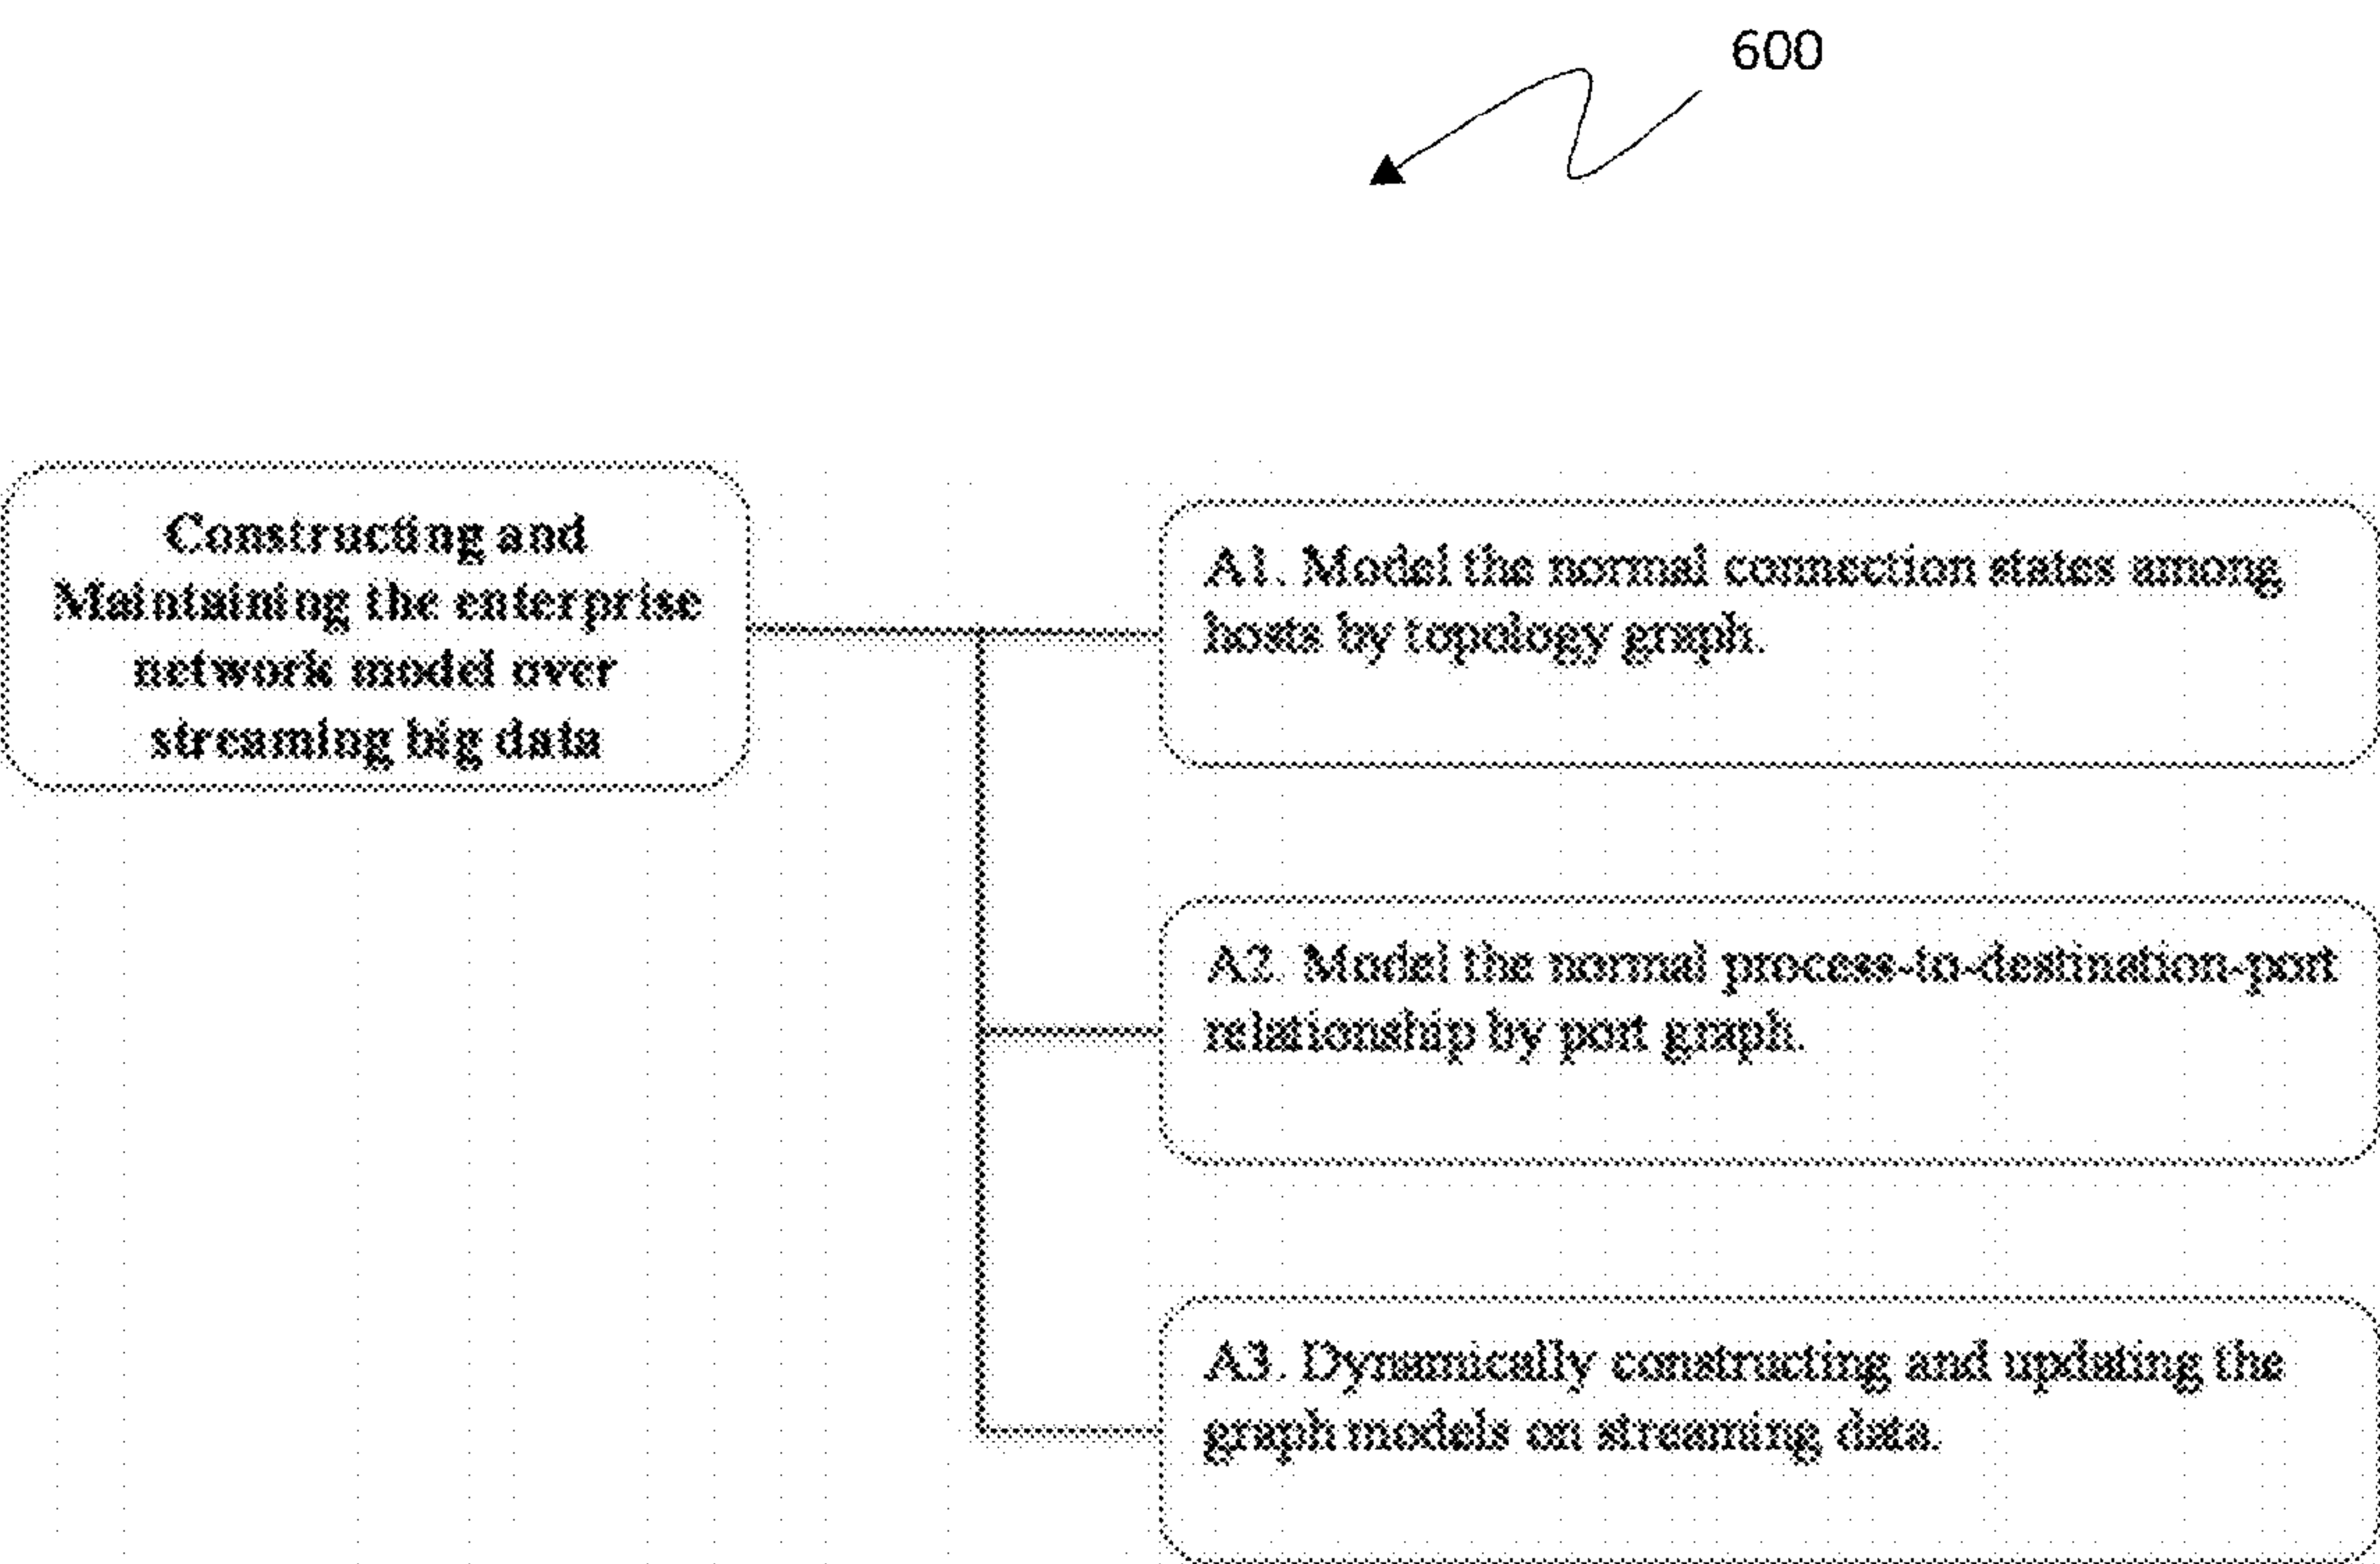 600
Constructing and
Maintaining the enterprise
network model over
streaming big data
A1. Model the normal connection states among
hosts by topology graph.
A2. Model the normal process-to-destination-port
relationship by port graph.
A3. Dynamically constructing and updating the
graph models on streaming data.